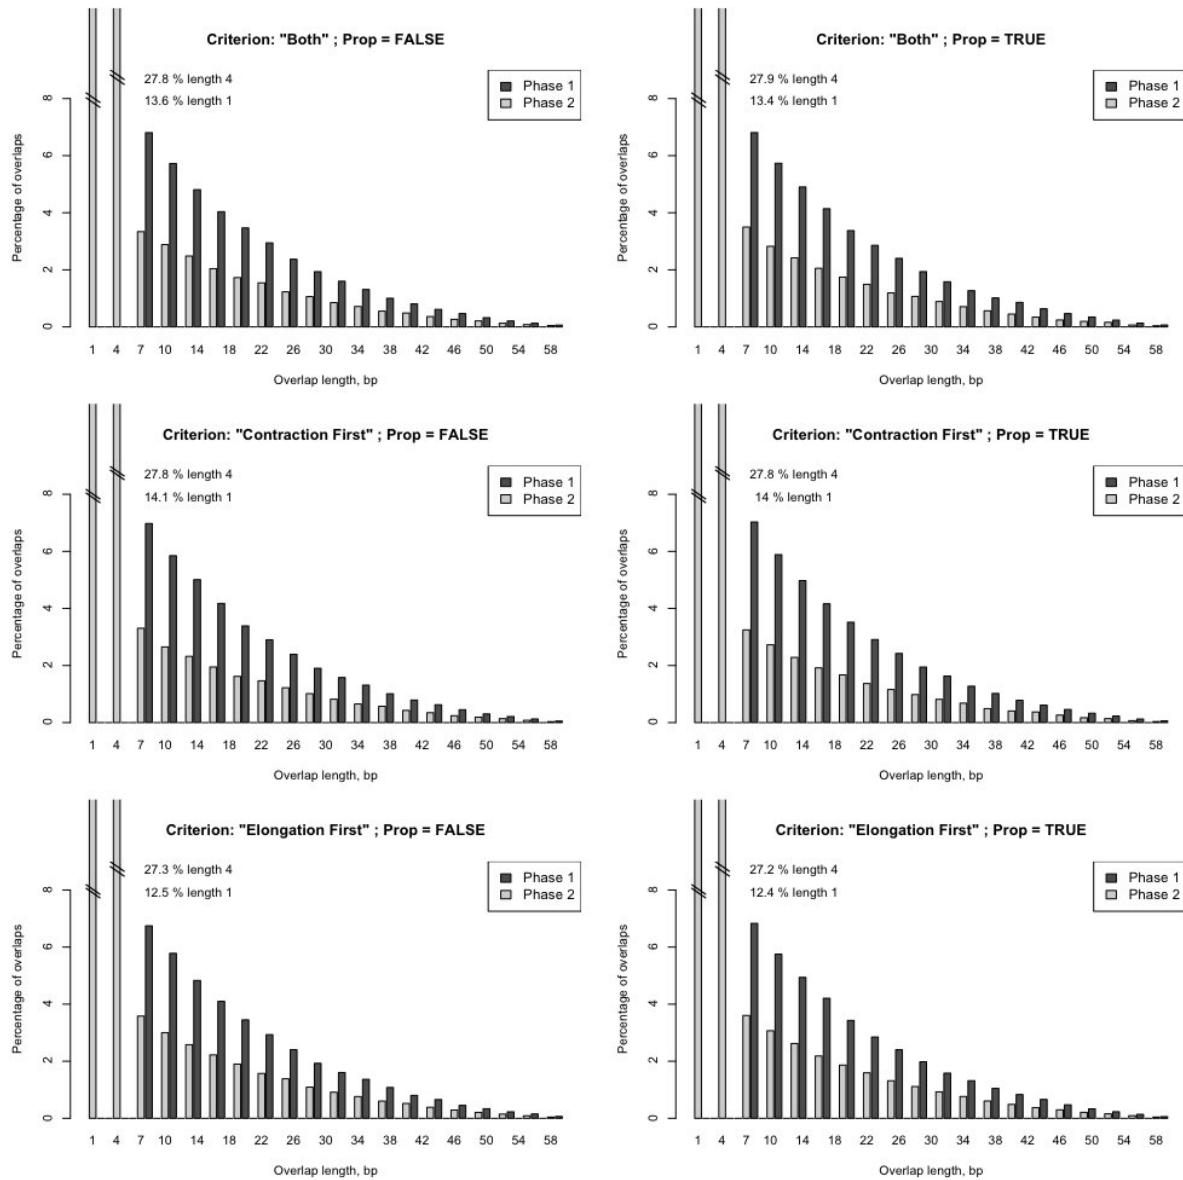 Criterion: "Both" ; Prop = FALSE
27.8 % length 4
13.6 % length 1
Phase 1
Phase 2
Percentage of overlaps
8
6
4
2
0
1 4 7 10 14 18 22 26 30 34 38 42 46 50 54 58
Overlap length, bp
Criterion: "Both" ; Prop = TRUE
27.9 % length 4
13.4 % length 1
Phase 1
Phase 2
Percentage of overlaps
8
6
4
2
0
1 4 7 10 14 18 22 26 30 34 38 42 46 50 54 58
Overlap length, bp
Criterion: "Contraction First" ; Prop = FALSE
27.8 % length 4
14.1 % length 1
Phase 1
Phase 2
Percentage of overlaps
8
6
4
2
0
1 4 7 10 14 18 22 26 30 34 38 42 46 50 54 58
Overlap length, bp
Criterion: "Contraction First" ; Prop = TRUE
27.8 % length 4
14 % length 1
Phase 1
Phase 2
Percentage of overlaps
8
6
4
2
0
1 4 7 10 14 18 22 26 30 34 38 42 46 50 54 58
Overlap length, bp
Criterion: "Elongation First" ; Prop = FALSE
27.3 % length 4
12.5 % length 1
Phase 1
Phase 2
Percentage of overlaps
8
6
4
2
0
1 4 7 10 14 18 22 26 30 34 38 42 46 50 54 58
Overlap length, bp
Criterion: "Elongation First" ; Prop = TRUE
27.2 % length 4
12.4 % length 1
Phase 1
Phase 2
Percentage of overlaps
8
6
4
2
0
1 4 7 10 14 18 22 26 30 34 38 42 46 50 54 58
Overlap length, bp